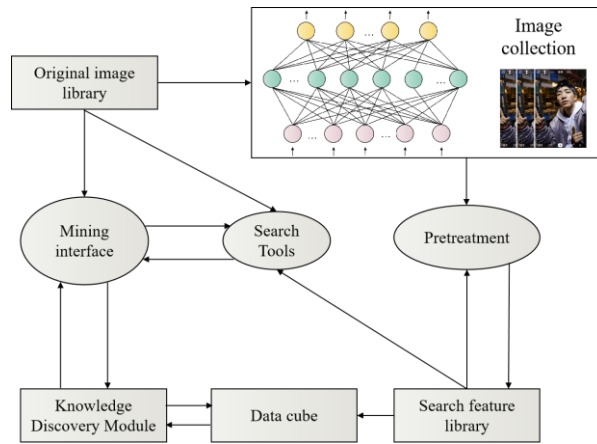 Image
collection
Original image
library
Mining
interface
Search
Tools
Pretreatment
Knowledge
Discovery Module
Data cube
Search feature
library